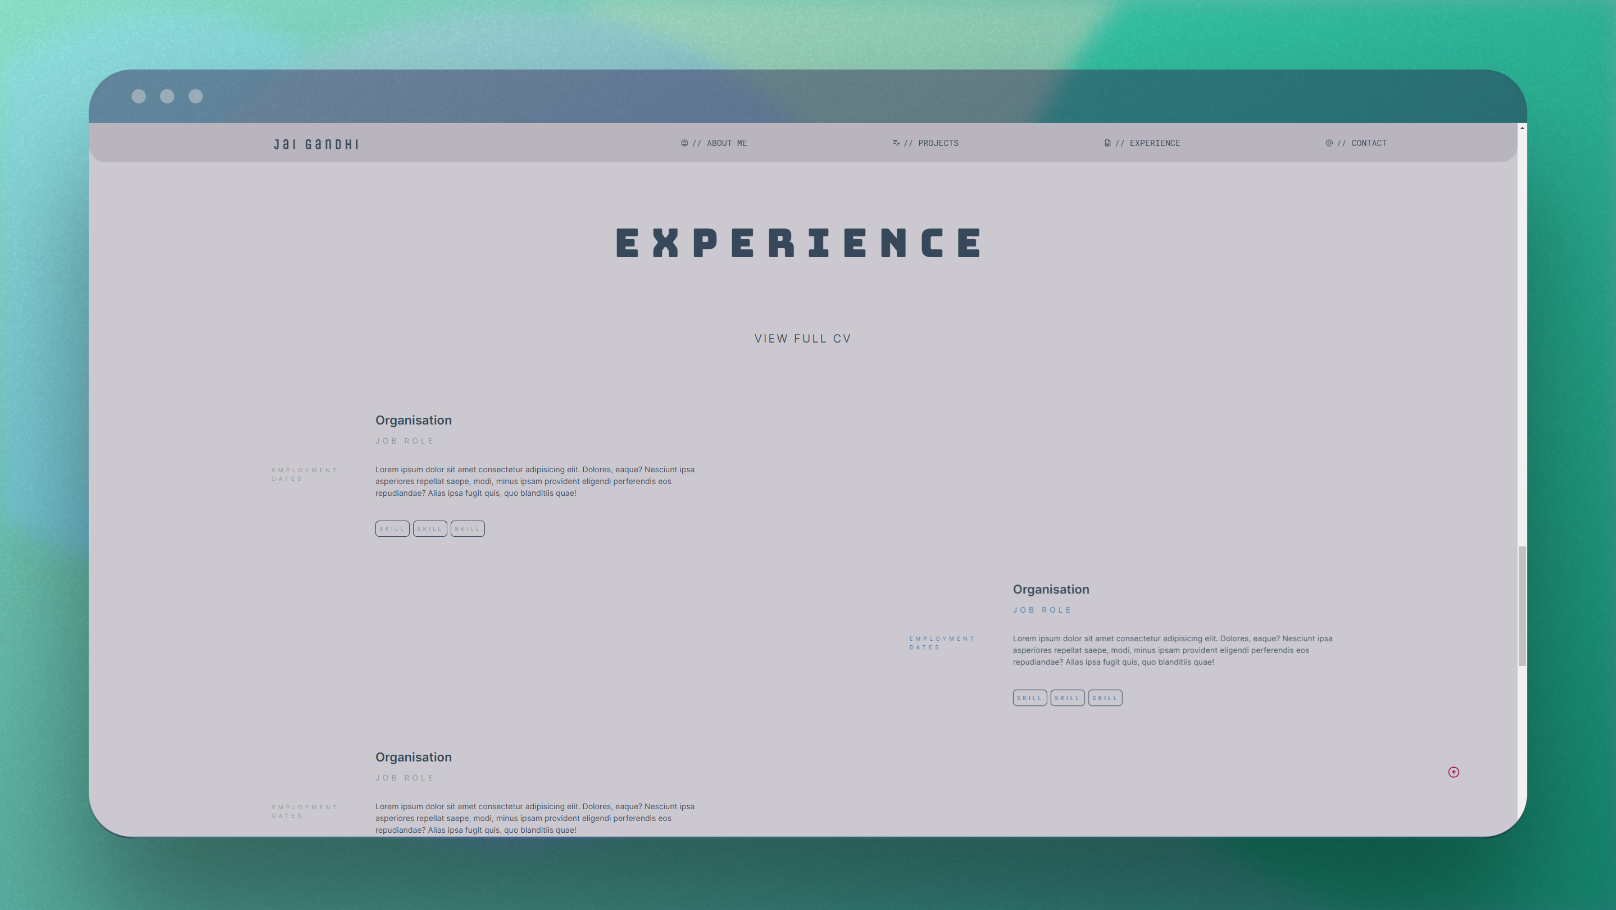 Jai Gandhi
// ABOUT ME
// PROJECTS
// EXPERIENCE
// CONTACT
EXPERIENCE
VIEW FULL CV
Organisation
JOB ROLE
EMPLOYMENT
DATES
Lorem ipsum dolor sit amet consectetur adipisicing elit. Dolores, eaque? Nesciunt ipsa
asperiores repellat saepe, modi, minus ipsam provident eligendi perferendis eos
repudiandae? Alias ipsa fugit quis, quo blanditiis quae!
SKILL SKILL SKILL
Organisation
JOB ROLE
EMPLOYMENT
DATES
Lorem ipsum dolor sit amet consectetur adipisicing elit. Dolores, eaque? Nesciunt ipsa
asperiores repellat saepe, modi, minus ipsam provident eligendi perferendis eos
repudiandae? Alias ipsa fugit quis, quo blanditiis quae!
SKILL SKILL SKILL
Organisation
JOB ROLE
EMPLOYMENT
DATES
Lorem ipsum dolor sit amet consectetur adipisicing elit. Dolores, eaque? Nesciunt ipsa
asperiores repellat saepe, modi, minus ipsam provident eligendi perferendis eos
repudiandae? Alias ipsa fugit quis, quo blanditiis quae!